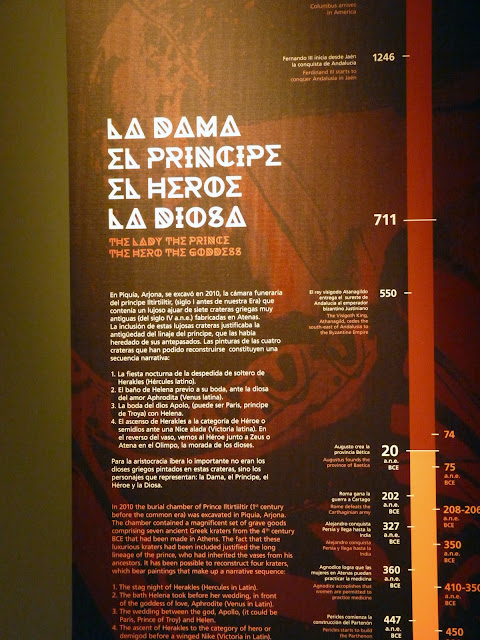 Columbus arrives
in America
Fernando III inicia desde Jaén
la conquista de Andalucía
Ferdinand III starts to
conquer Andalusia in Jaén
1246
LA DAMA
EL PRINCIPE
EL HEROE
LA DIOSA
THE LADY THE PRINCE
THE HERO THE GODDESS
711
En Piquía, Arjona, se excavó en 2010, la cámara funeraria
del príncipe Iltirtiiltir, (siglo I antes de nuestra Era) que
contenía un lujoso ajuar de siete crateras griegas muy
antiguas (del siglo IV a.n.e.) fabricadas en Atenas.
La inclusión de estas lujosas crateras justificaba la
antigüedad del linaje del príncipe, que las había
heredado de sus antepasados. Las pinturas de las cuatro
crateras que han podido reconstruirse constituyen una
secuencia narrativa:
1. La fiesta nocturna de la despedida de soltero de
Herakles (Hércules latino).
2. El baño de Helena previo a su boda, ante la diosa
del amor Aphrodita (Venus latina).
3. La boda del dios Apolo, (puede ser Paris, príncipe
de Troya) con Helena.
4. El ascenso de Herakles a la categoría de Héroe o
semidios ante una Nice alada (Victoria latina). En
el reverso del vaso, vemos al Héroe junto a Zeus o
Atena en el Olimpo, la morada de los dioses.
Para la aristocracia íbera lo importante no eran los
dioses griegos pintados en estas crateras, sino los
personajes que representan: la Dama, el Príncipe, el
Héroe y la Diosa.
In 2010 the burial chamber of Prince Iltirtiiltir (1st century
before the common era) was excavated in Piquia, Arjona.
The chamber contained a magnificent set of grave goods
comprising seven ancient Greek kraters from the 4th century
BCE that had been made in Athens. The fact that these
luxurious kraters had been included justified the long
lineage of the prince, who had inherited the vases from his
ancestors. It has been possible to reconstruct four kraters,
which bear paintings that make up a narrative sequence:
1. The stag night of Herakles (Hercules in Latin).
2. The bath Helena took before her wedding, in front
of the goddess of love, Aphrodite (Venus in Latin).
3. The wedding between the god, Apollo, (it could be
Paris, Prince of Troy) and Helen.
4. The ascent of Herakles to the category of hero or
demigod before a winged Nike (Victoria in Latin).
El rey visigodo Atanagildo
entrega el sureste de
Andalucía al emperador
bizantino Justiniano
The Visigoth King,
Athanagild, cedes the
south-east of Andalusia to
the Byzantine Empire
550
74
Augusto crea la
provincia Bética
Augustus founds the
province of Baetica
20
a.n.e.
BCE
75
a.n.e.
BCE
Roma gana la
guerra a Cartago
Rome defeats the
Carthaginian army
202
a.n.e.
BCE
208-206
a.n.e.
BCE
Alejandro conquista
Persia y llega hasta la
India
Alejandro conquista
Persia y llega hasta la
India
327
a.n.e.
BCE
350
a.n.e.
BCE
Agnodice logra que las
mujeres en Atenas puedan
practicar la medicina
Agnodice accoplishes that
women are permitted to
practice medicine
360
a.n.e.
BCE
410-350
a.n.e.
BCE
Pericles comienza la
construcción del Partenón
Pericles starts to build
the Parthenon
447
a.n.e.
BCE
450